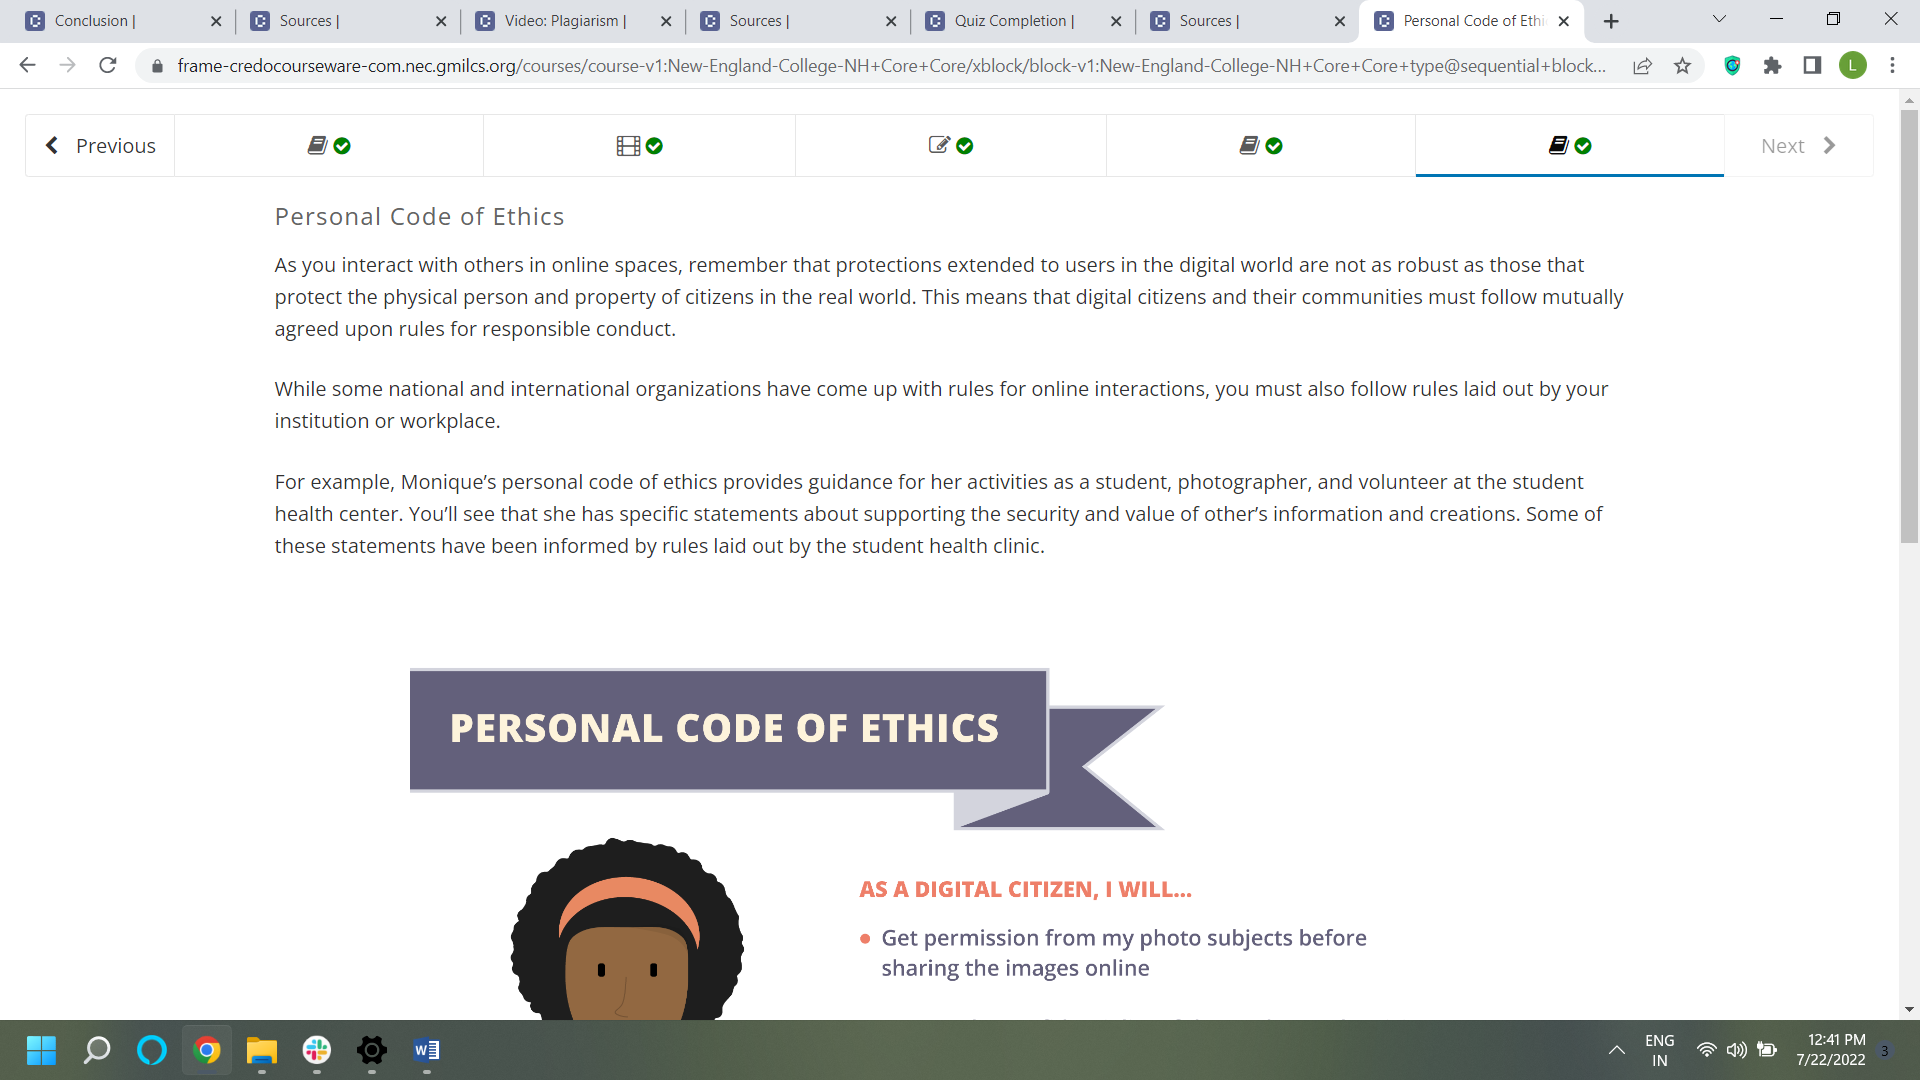 Conclusion |
Sources |
Video: Plagiarism |
Sources |
Quiz Completion |
Sources |
Personal Code of Ethi
frame-credocourseware-com.nec.gmilcs.org/courses/course-v1:New-England-College-NH+Core+Core/xblock/block-v1:New-England-College-NH+Core+Core+type@sequential+block...
L
Previous
Next
Personal Code of Ethics
As you interact with others in online spaces, remember that protections extended to users in the digital world are not as robust as those that
protect the physical person and property of citizens in the real world. This means that digital citizens and their communities must follow mutually
agreed upon rules for responsible conduct.
While some national and international organizations have come up with rules for online interactions, you must also follow rules laid out by your
institution or workplace.
For example, Monique’s personal code of ethics provides guidance for her activities as a student, photographer, and volunteer at the student
health center. You’ll see that she has specific statements about supporting the security and value of other’s information and creations. Some of
these statements have been informed by rules laid out by the student health clinic.
PERSONAL CODE OF ETHICS
AS A DIGITAL CITIZEN, I WILL...
• Get permission from my photo subjects before
sharing the images online
ENG
IN
12:41 PM
7/22/2022
3